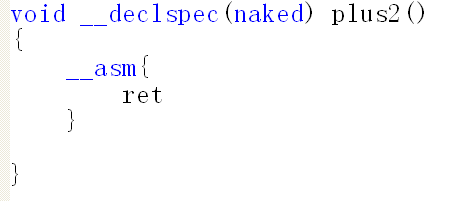 void __declspec(naked) plus2()
{
    __asm{
        ret
    }
}